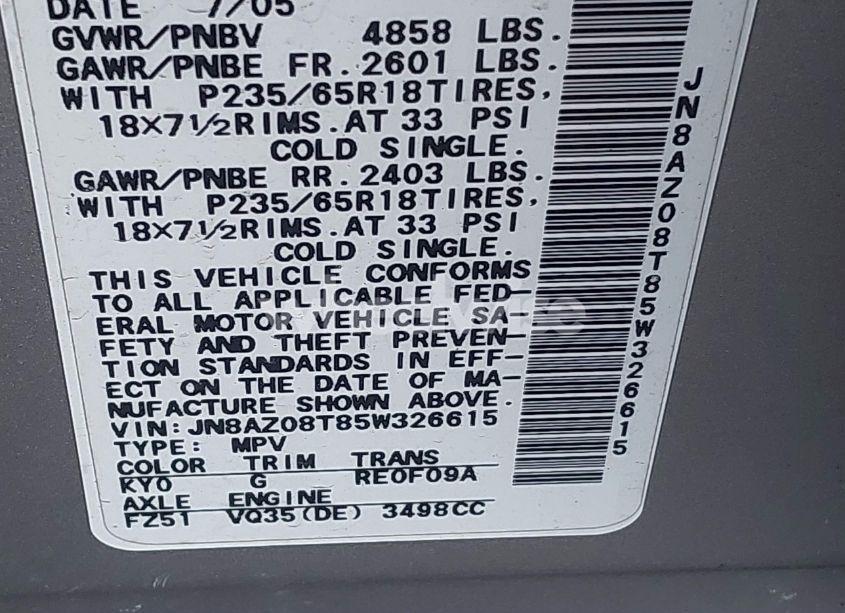 DATE 7/05
GVWR/PNBV 4858 LBS.
GAWR/PNBE FR. 2601 LBS.
WITH P235/65R18TIRES,
18X7 1/2RIMS.AT 33 PSI
COLD SINGLE.
GAWR/PNBE RR. 2403 LBS.
WITH P235/65R18TIRES,
18X7 1/2RIMS.AT 33 PSI
COLD SINGLE.
THIS VEHICLE CONFORMS
TO ALL APPLICABLE FED-
ERAL MOTOR VEHICLE SA-
FETY AND THEFT PREVEN-
TION STANDARDS IN EFF-
ECT ON THE DATE OF MA-
NUFACTURE SHOWN ABOVE.
VIN: JN8AZ08T85W326615
TYPE: MPV
COLOR TRIM TRANS
KY0 G RE0F09A
AXLE ENGINE
FZ51 VQ35(DE) 3498CC
JN8AZ08T85W326615